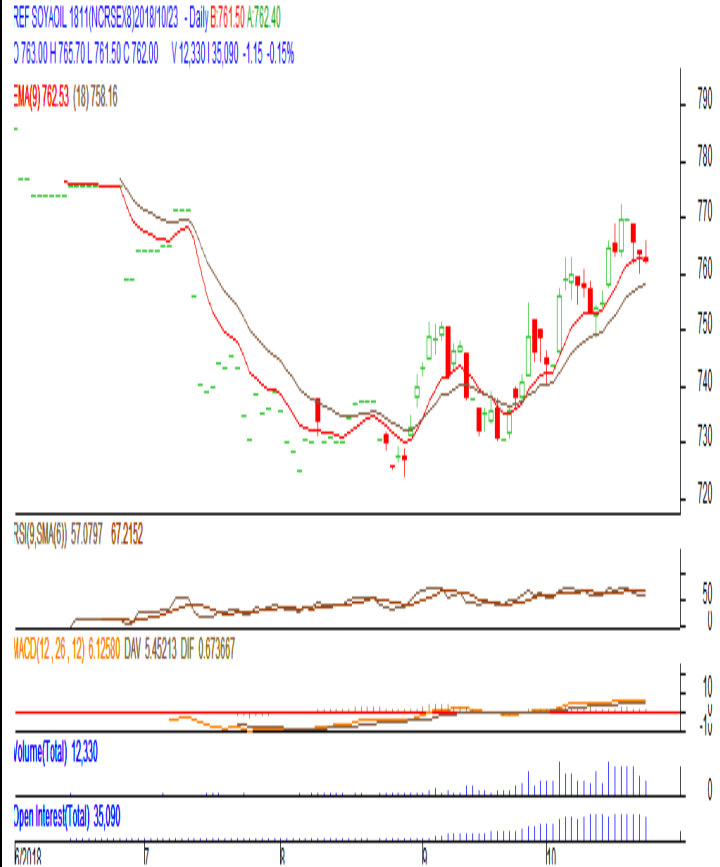 REF SOYAOIL 1811(NCRSEX8)2018/10/23 - Daily B:761.50 A:762.40
O 763.00 H 765.70 L 761.50 C 762.00 V 12,330 I 35,090 -1.15 -0.15%
EMA(9) 762.53 (18) 758.16
790
780
770
760
750
740
730
720
RSI(9,SMA(6)) 57.0797 67.2152
50
0
MACD(12 , 26 , 12) 6.12580 DAV 5.45213 DIF 0.673667
10
0
-10
Volume(Total) 12,330
0
Open Interest(Total) 35,090
6/2018 7 8 9 10